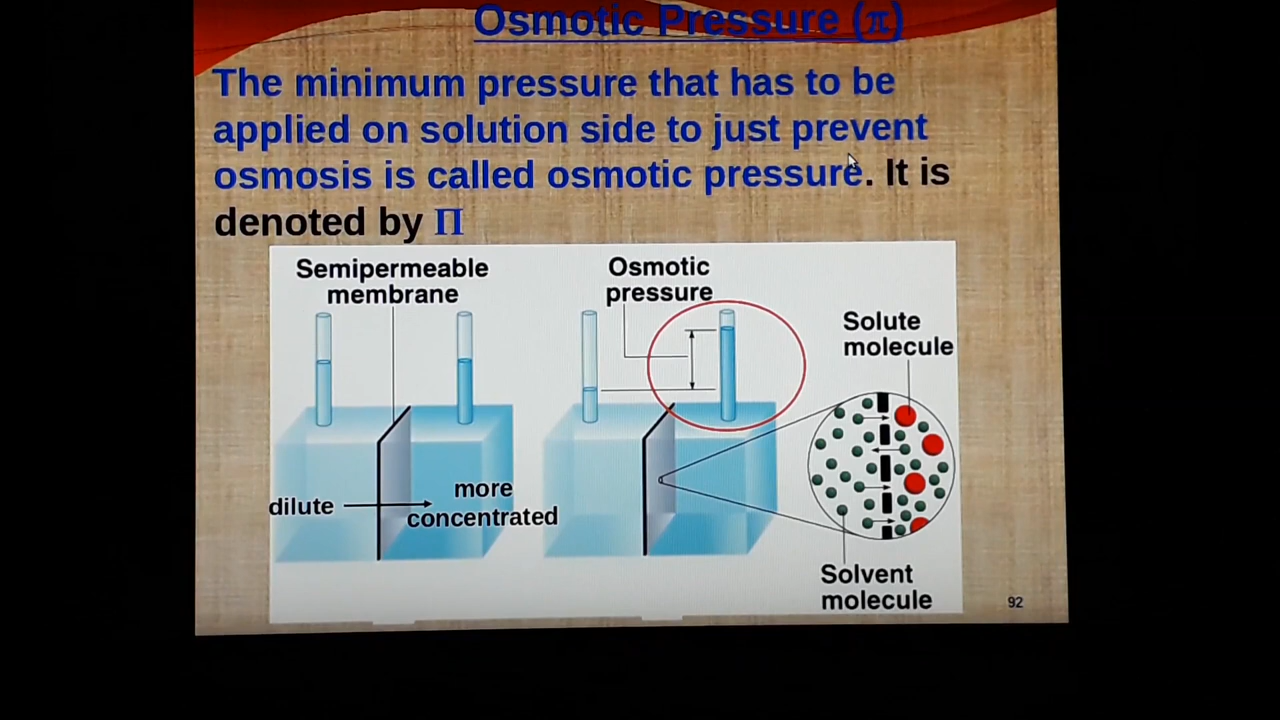 Osmotic Pressure (π)
The minimum pressure that has to be
applied on solution side to just prevent
osmosis is called osmotic pressure. It is
denoted by Π
Semipermeable
membrane
Osmotic
pressure
Solute
molecule
dilute
more
concentrated
Solvent
molecule
92